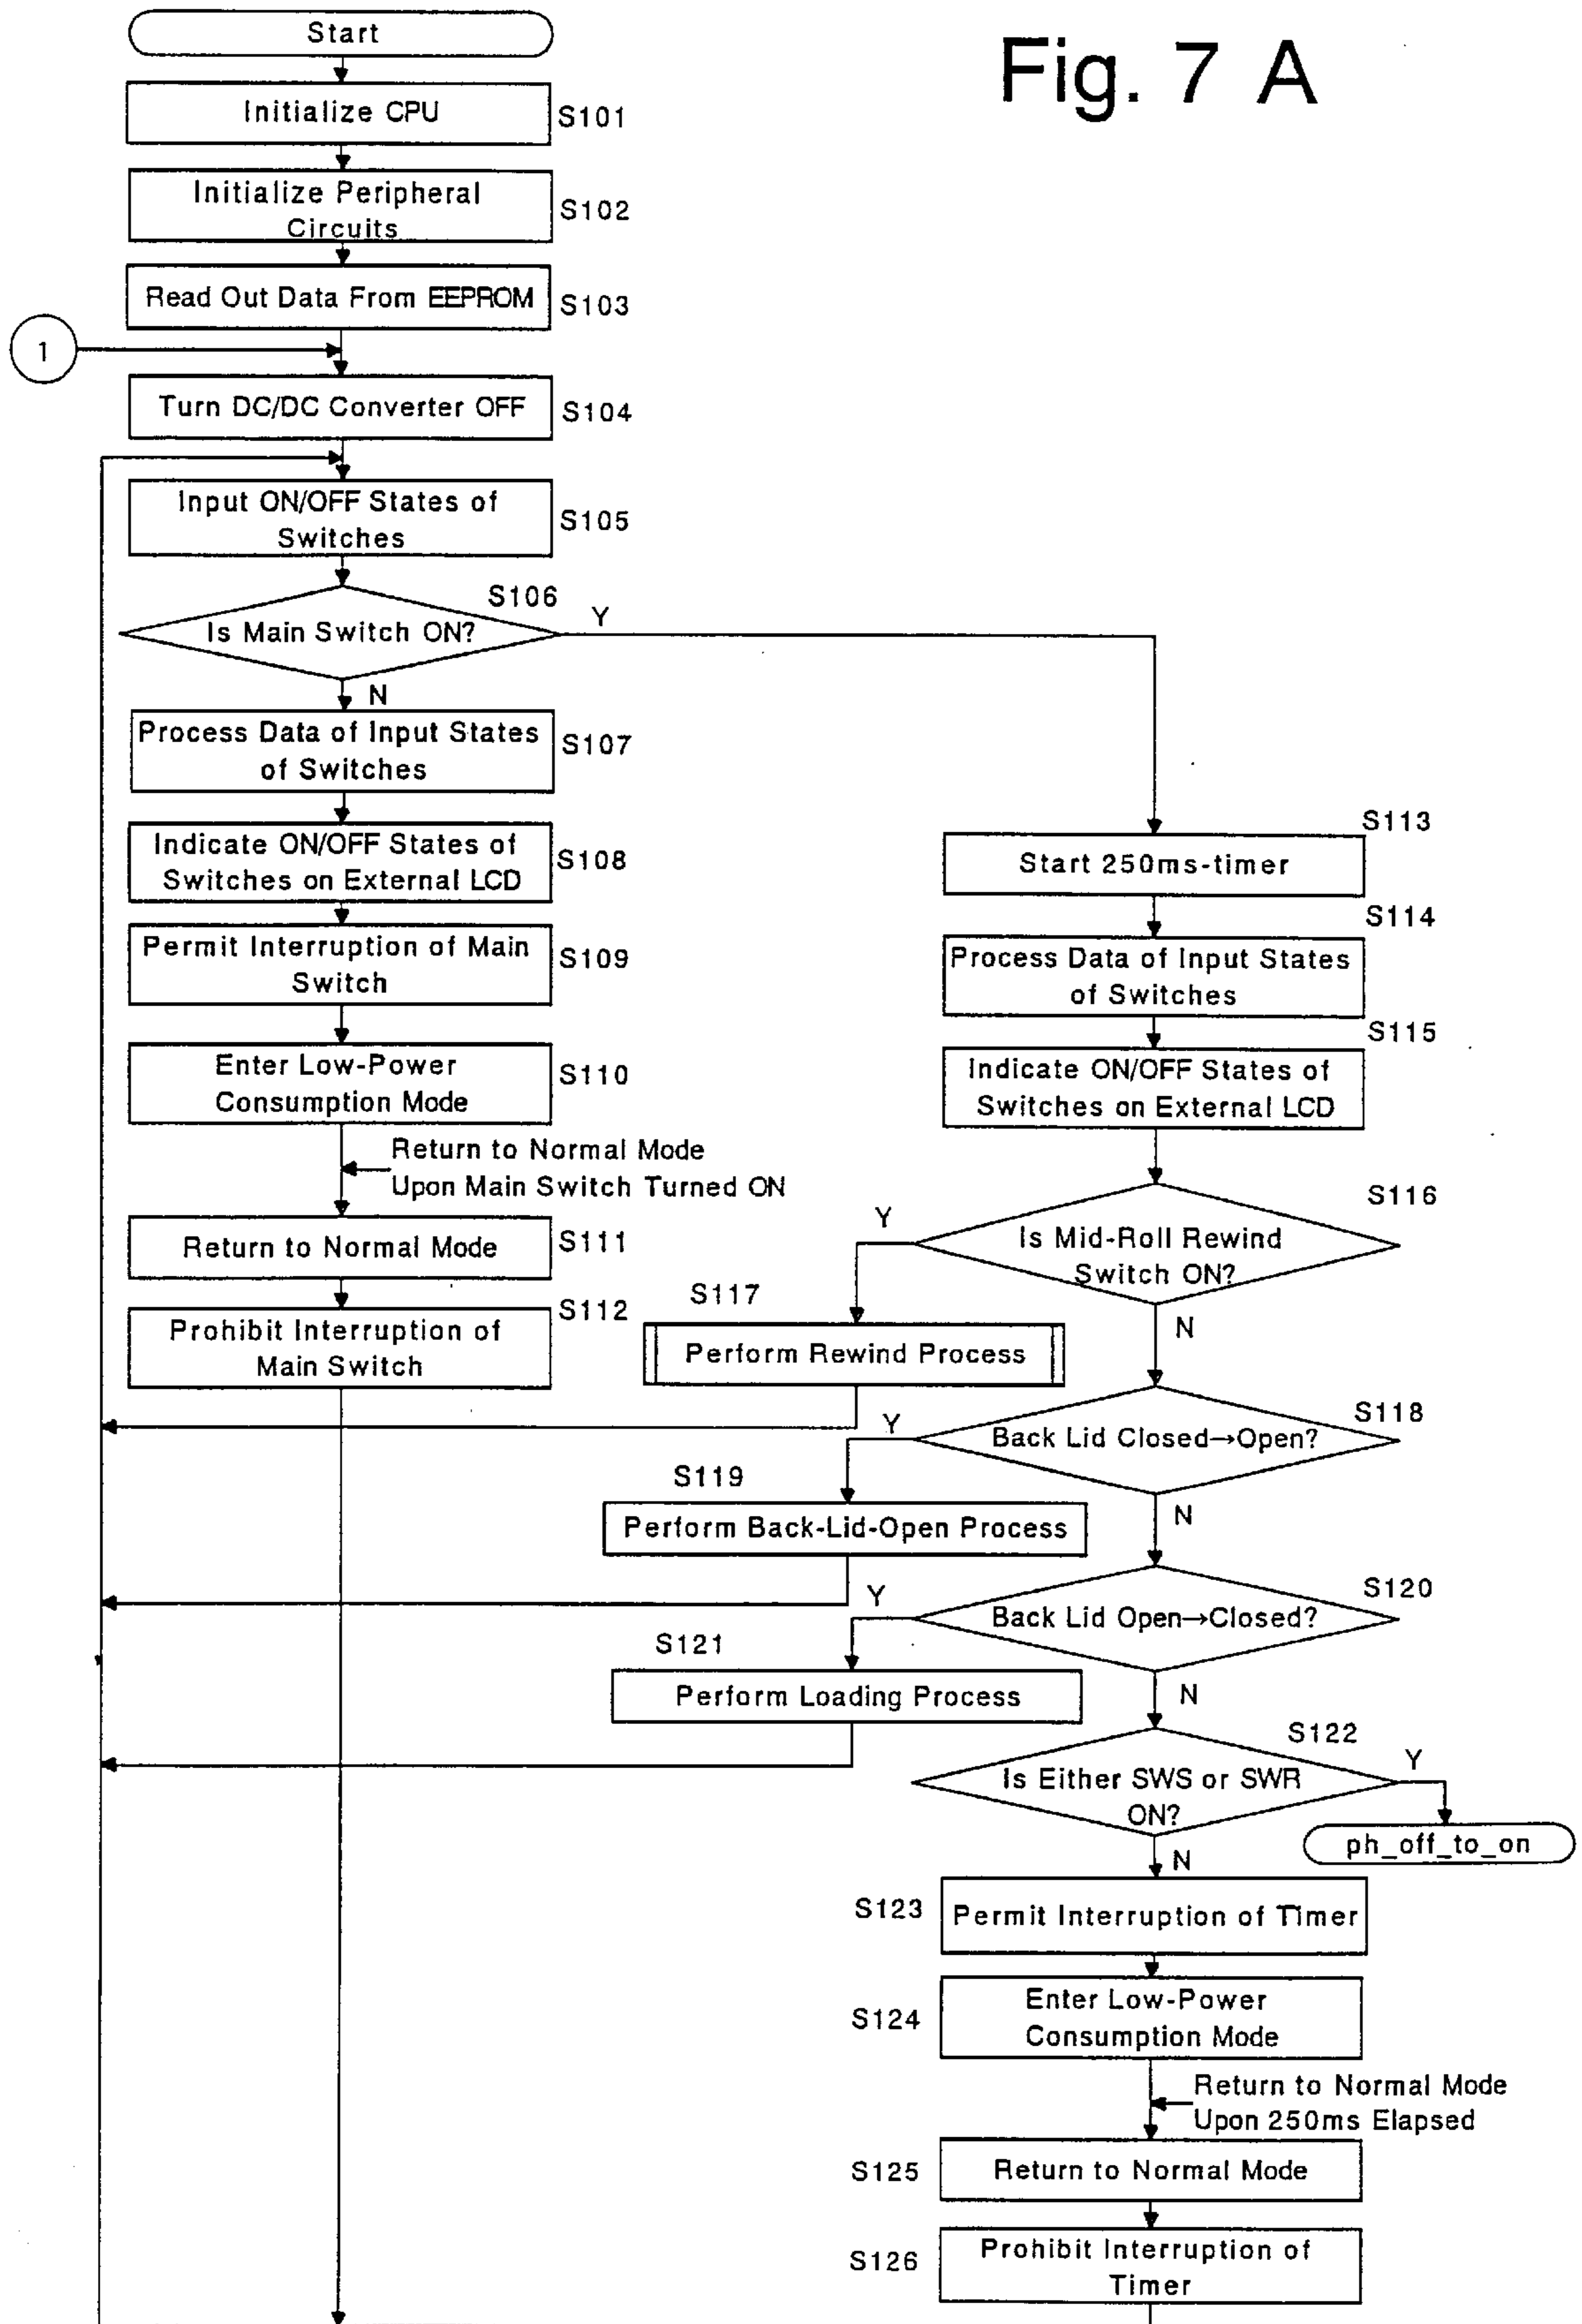 Fig. 7 A
Start
Initialize CPU
S101
Initialize Peripheral
Circuits
S102
Read Out Data From EEPROM
S103
1
Turn DC/DC Converter OFF
S104
Input ON/OFF States of
Switches
S105
S106
Is Main Switch ON?
Y
N
Process Data of Input States
of Switches
S107
Indicate ON/OFF States of
Switches on External LCD
S108
Permit Interruption of Main
Switch
S109
Enter Low-Power
Consumption Mode
S110
Return to Normal Mode
Upon Main Switch Turned ON
Return to Normal Mode
S111
Prohibit Interruption of
Main Switch
S112
S113
Start 250ms-timer
S114
Process Data of Input States
of Switches
S115
Indicate ON/OFF States of
Switches on External LCD
S116
Is Mid-Roll Rewind
Switch ON?
Y
N
S117
Perform Rewind Process
S118
Back Lid Closed→Open?
Y
N
S119
Perform Back-Lid-Open Process
S120
Back Lid Open→Closed?
Y
N
S121
Perform Loading Process
S122
Is Either SWS or SWR
ON?
Y
N
ph_off_to_on
S123
Permit Interruption of Timer
S124
Enter Low-Power
Consumption Mode
Return to Normal Mode
Upon 250ms Elapsed
S125
Return to Normal Mode
S126
Prohibit Interruption of
Timer